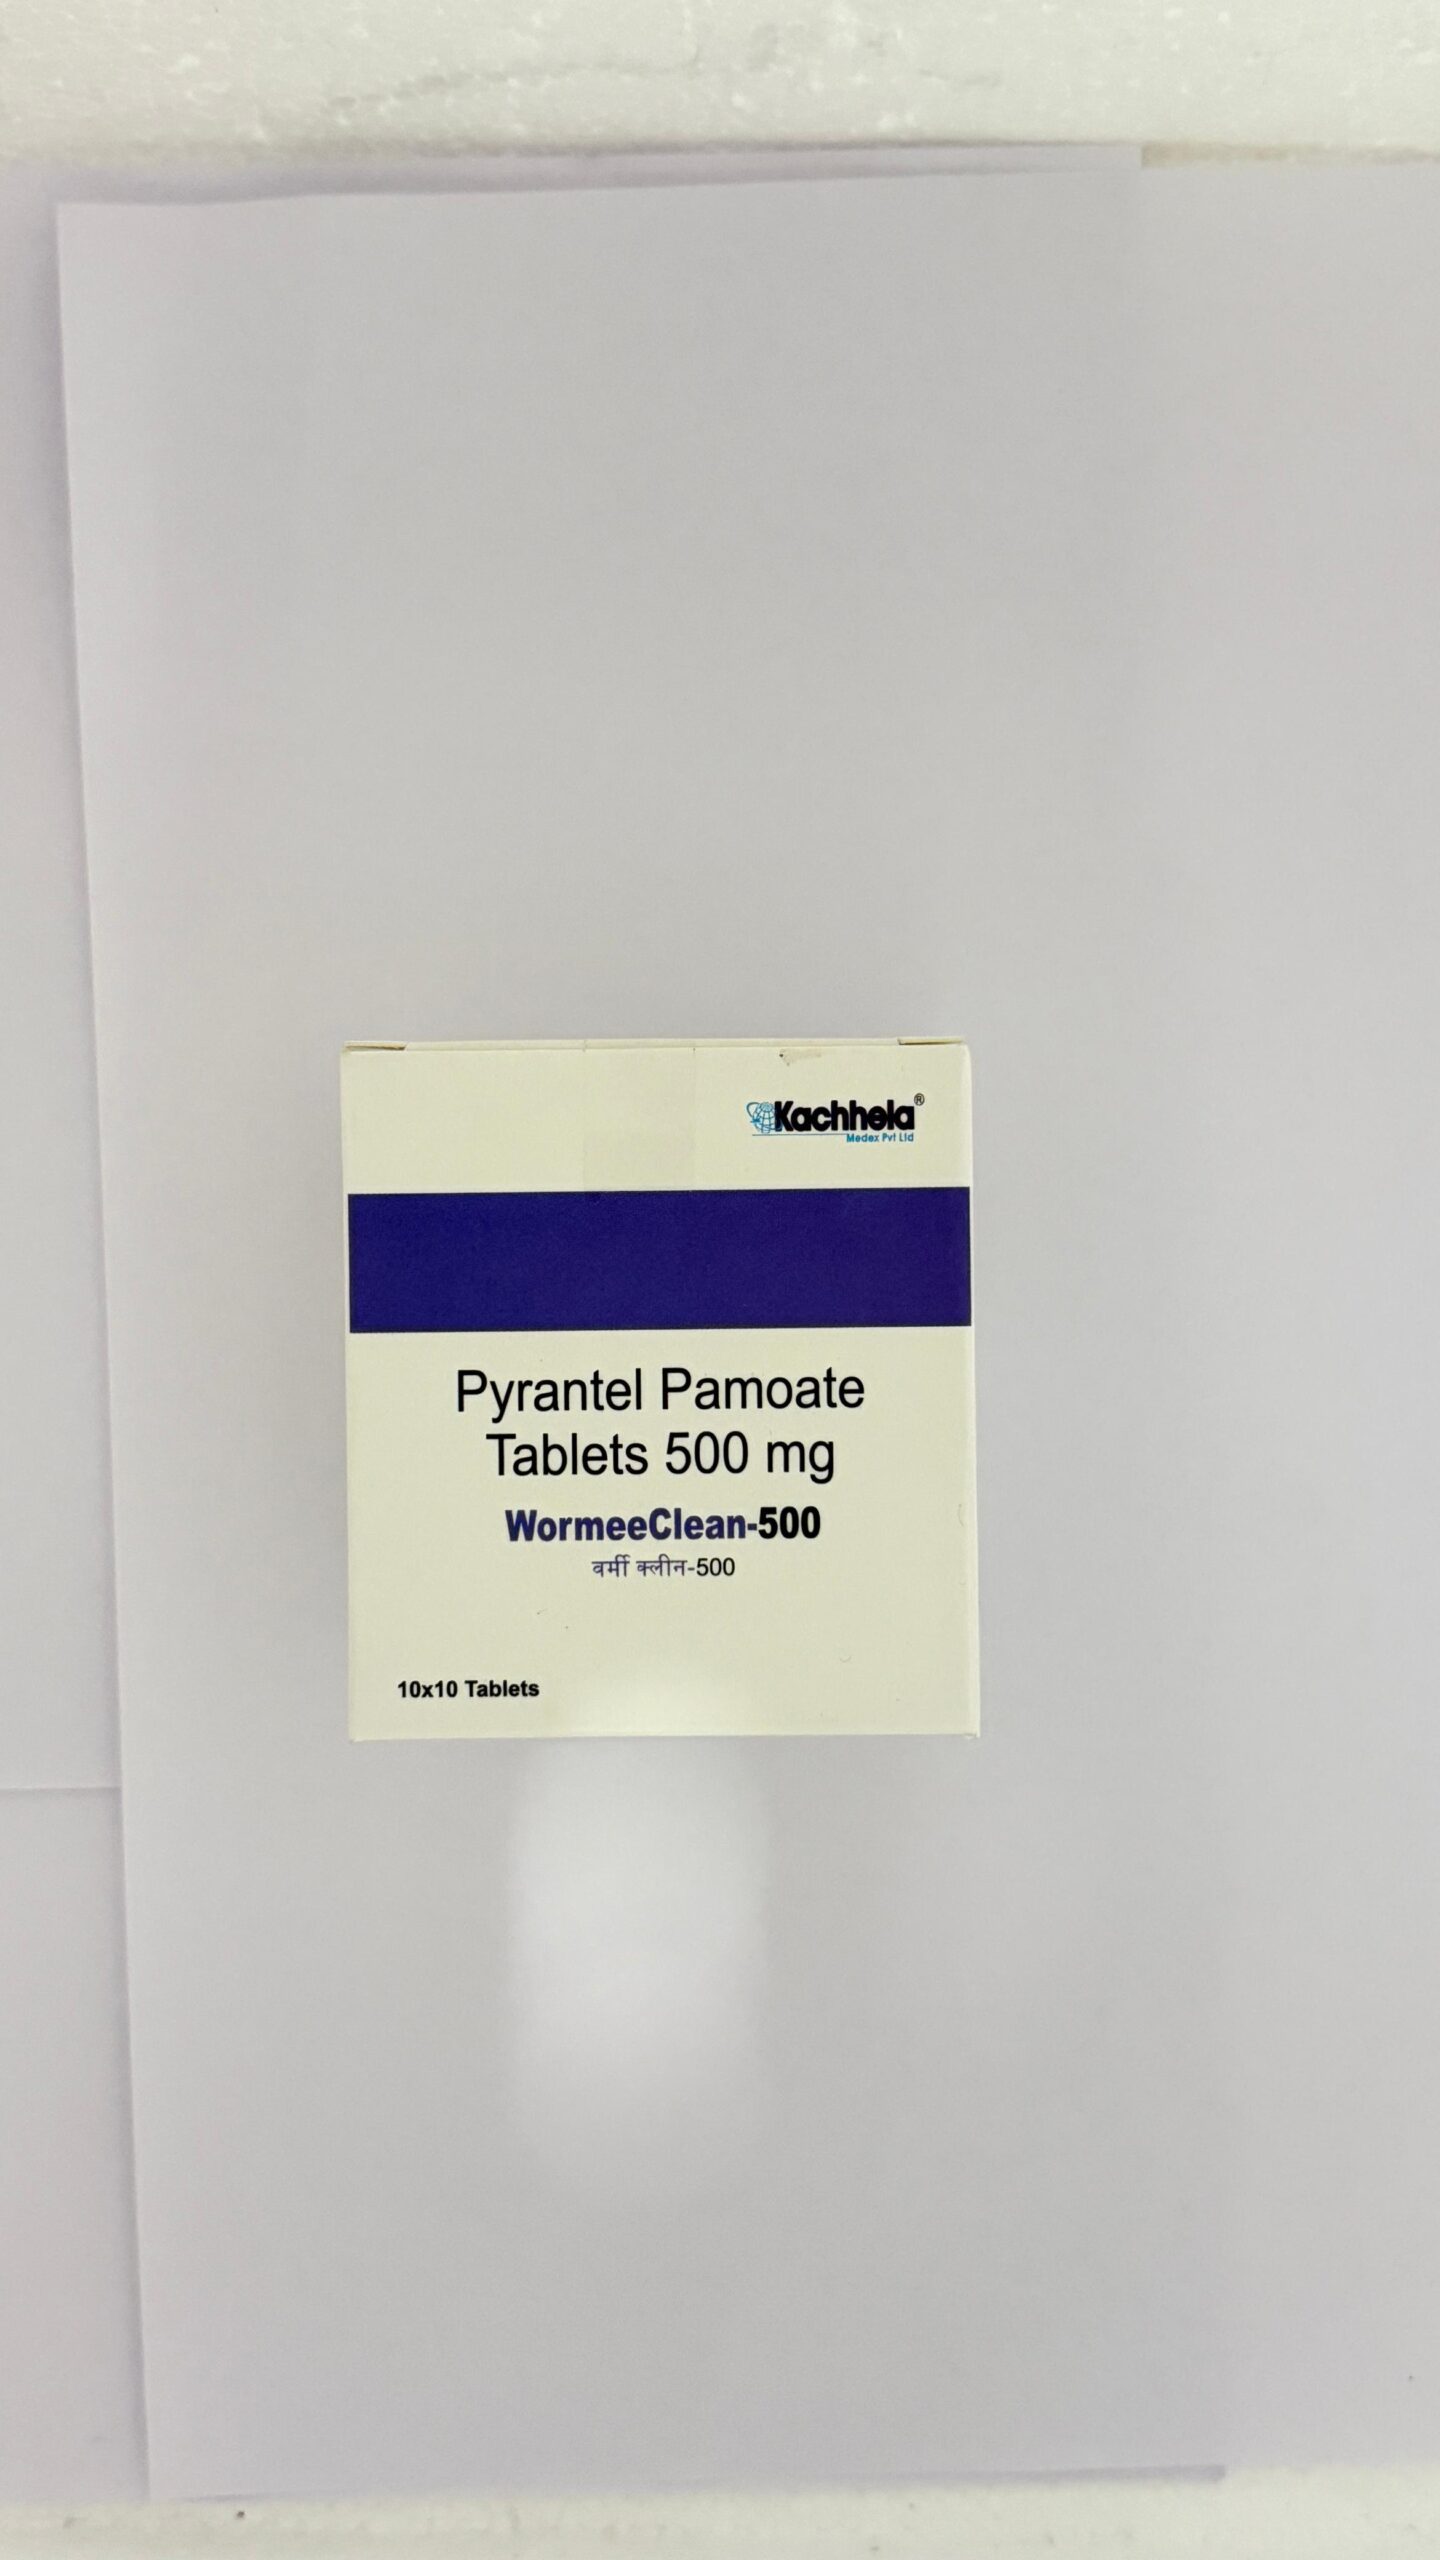 Kachhela®
Medex Pvt Ltd
Pyrantel Pamoate
Tablets 500 mg
WormeeClean-500
वर्मी क्लीन-500
10x10 Tablets